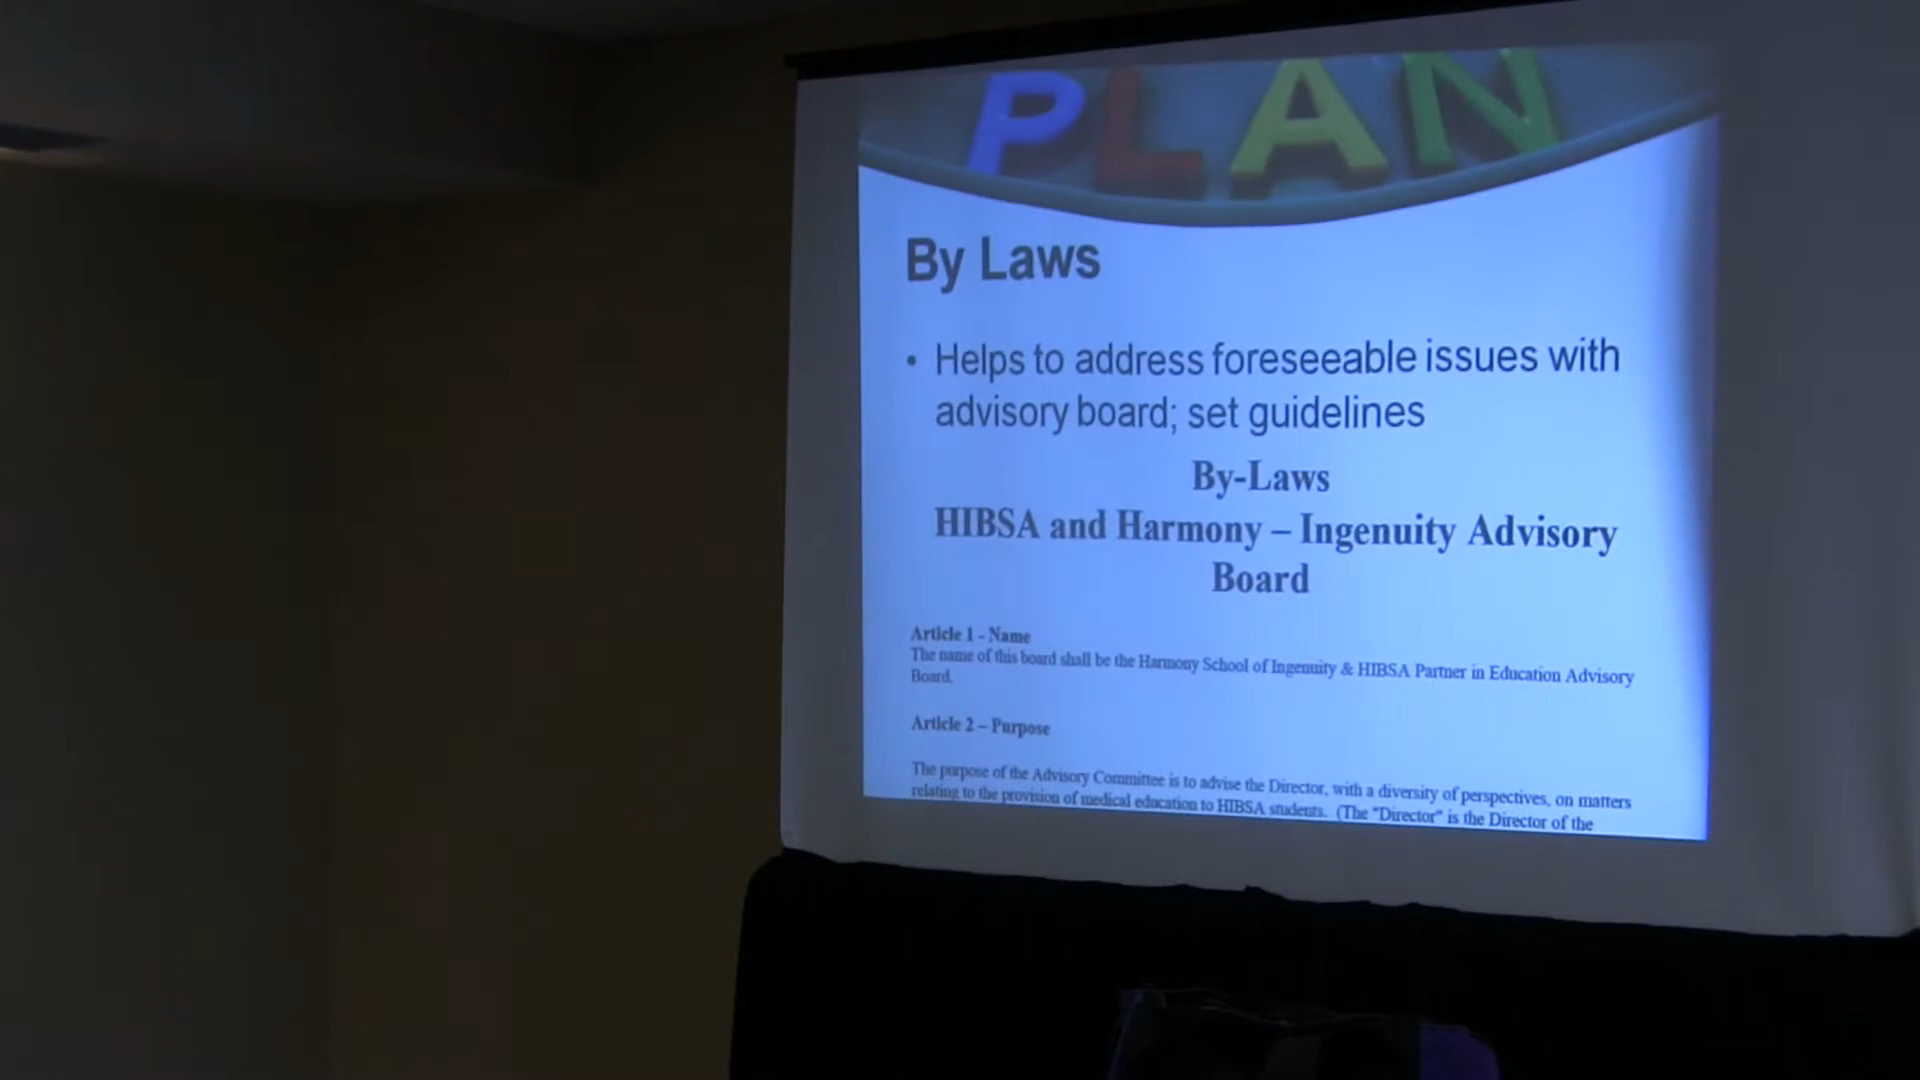 PLAN
By Laws
• Helps to address foreseeable issues with
advisory board; set guidelines
By-Laws
HIBSA and Harmony – Ingenuity Advisory
Board
Article 1 - Name
The name of this board shall be the Harmony School of Ingenuity & HIBSA Partner in Education Advisory
Board.
Article 2 – Purpose
The purpose of the Advisory Committee is to advise the Director, with a diversity of perspectives, on matters
relating to the provision of medical education to HIBSA students. (The "Director" is the Director of the